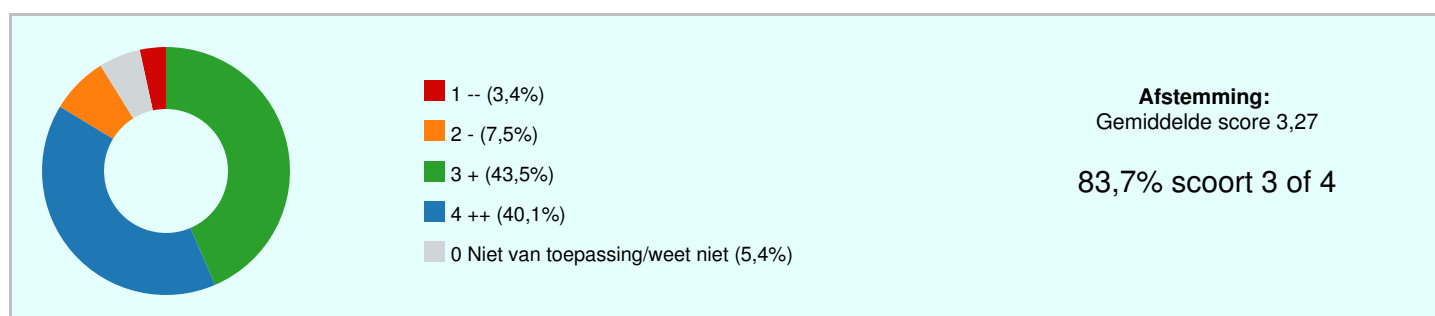 1 -- (3,4%)
2 - (7,5%)
3 + (43,5%)
4 ++ (40,1%)
0 Niet van toepassing/weet niet (5,4%)
Afstemming:
Gemiddelde score 3,27
83,7% scoort 3 of 4